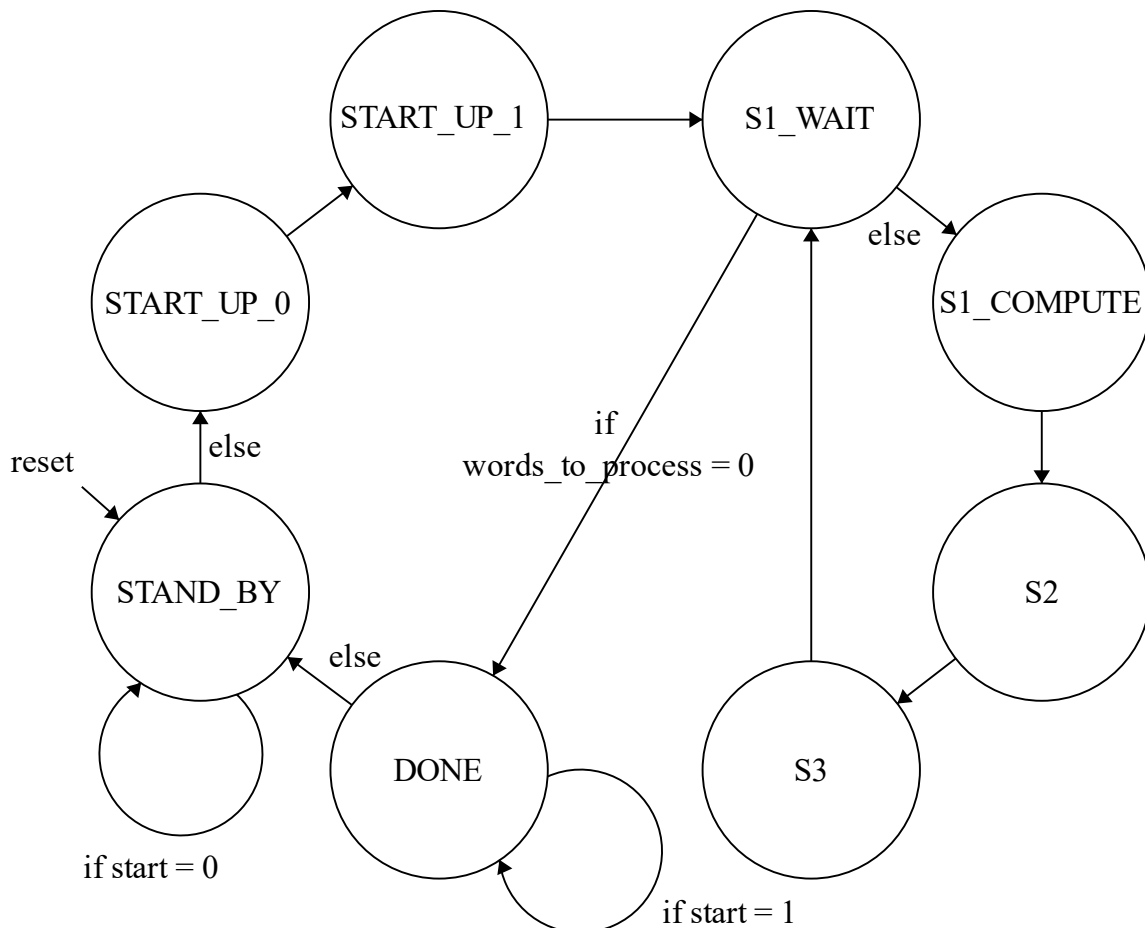 START_UP_1
S1_WAIT
else
START_UP_0
S1_COMPUTE
if
words_to_process = 0
else
reset
STAND_BY
S2
else
DONE
S3
if start = 0
if start = 1